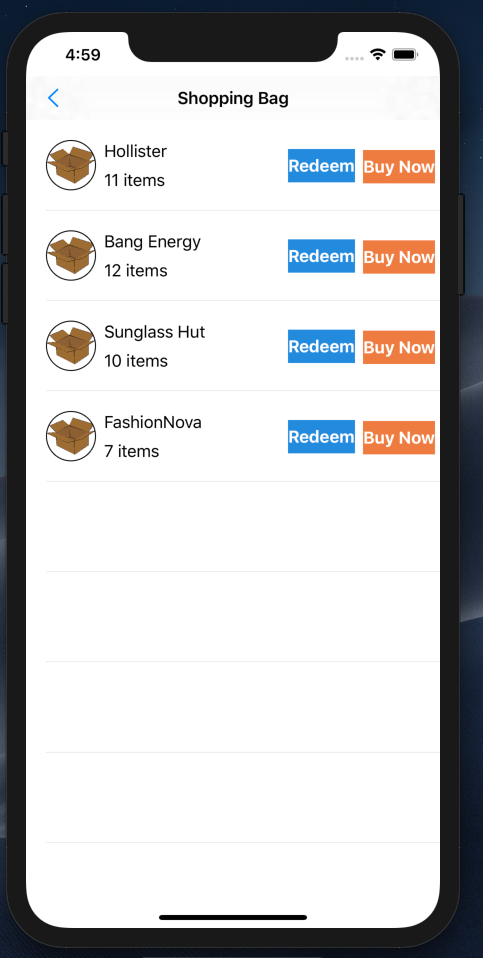 4:59
Shopping Bag
Hollister
11 items
Redeem
Buy Now
Bang Energy
12 items
Redeem
Buy Now
Sunglass Hut
10 items
Redeem
Buy Now
FashionNova
7 items
Redeem
Buy Now